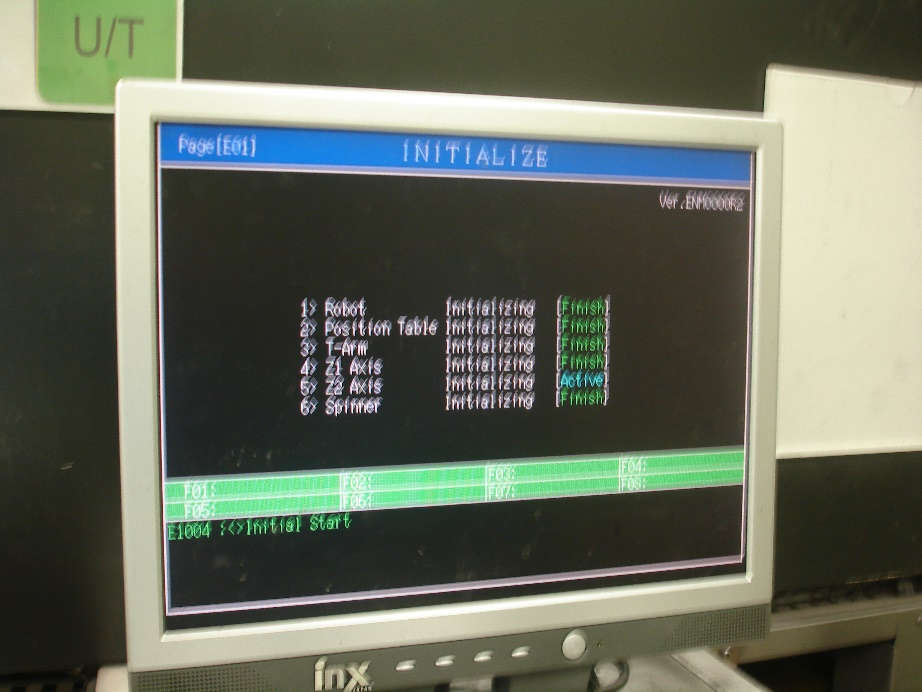 U/T
Page[E01] INITIALIZE
Ver.ENM0000R2
1> Robot Initializing [Finish]
2> Position Table Initializing [Finish]
3> T-Arm Initializing [Finish]
4> Z1 Axis Initializing [Finish]
5> Z2 Axis Initializing [Active]
6> Spinner Initializing [Finish]
F01: F02: F03: F04:
F05: F06: F07: F08:
E1004 :<>Initial Start
inx